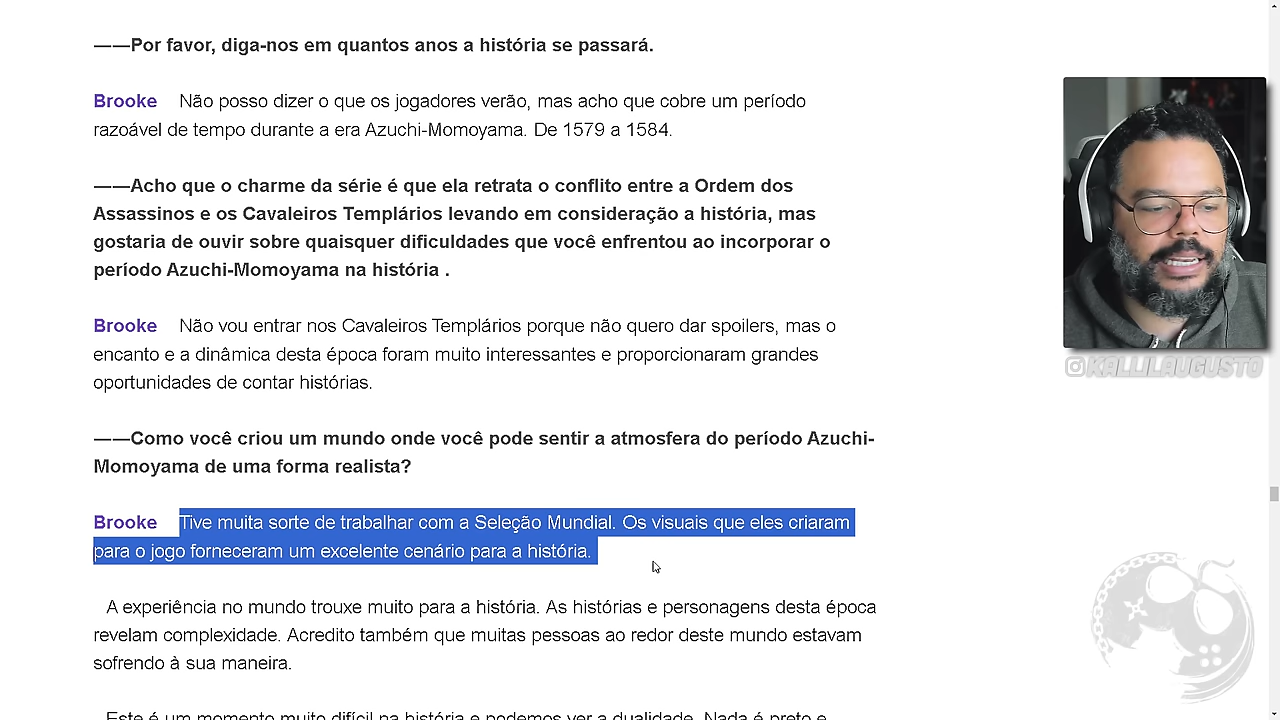 ——Por favor, diga-nos em quantos anos a história se passará.
Brooke Não posso dizer o que os jogadores verão, mas acho que cobre um período
razoável de tempo durante a era Azuchi-Momoyama. De 1579 a 1584.
——Acho que o charme da série é que ela retrata o conflito entre a Ordem dos
Assassinos e os Cavaleiros Templários levando em consideração a história, mas
gostaria de ouvir sobre quaisquer dificuldades que você enfrentou ao incorporar o
período Azuchi-Momoyama na história .
Brooke Não vou entrar nos Cavaleiros Templários porque não quero dar spoilers, mas o
encanto e a dinâmica desta época foram muito interessantes e proporcionaram grandes
oportunidades de contar histórias.
——Como você criou um mundo onde você pode sentir a atmosfera do período Azuchi-
Momoyama de uma forma realista?
Brooke Tive muita sorte de trabalhar com a Seleção Mundial. Os visuais que eles criaram
para o jogo forneceram um excelente cenário para a história.
A experiência no mundo trouxe muito para a história. As histórias e personagens desta época
revelam complexidade. Acredito também que muitas pessoas ao redor deste mundo estavam
sofrendo à sua maneira.
Este é um momento muito difícil na história e podemos ver a dualidade. Nada é preto e
KALLILAUGUSTO